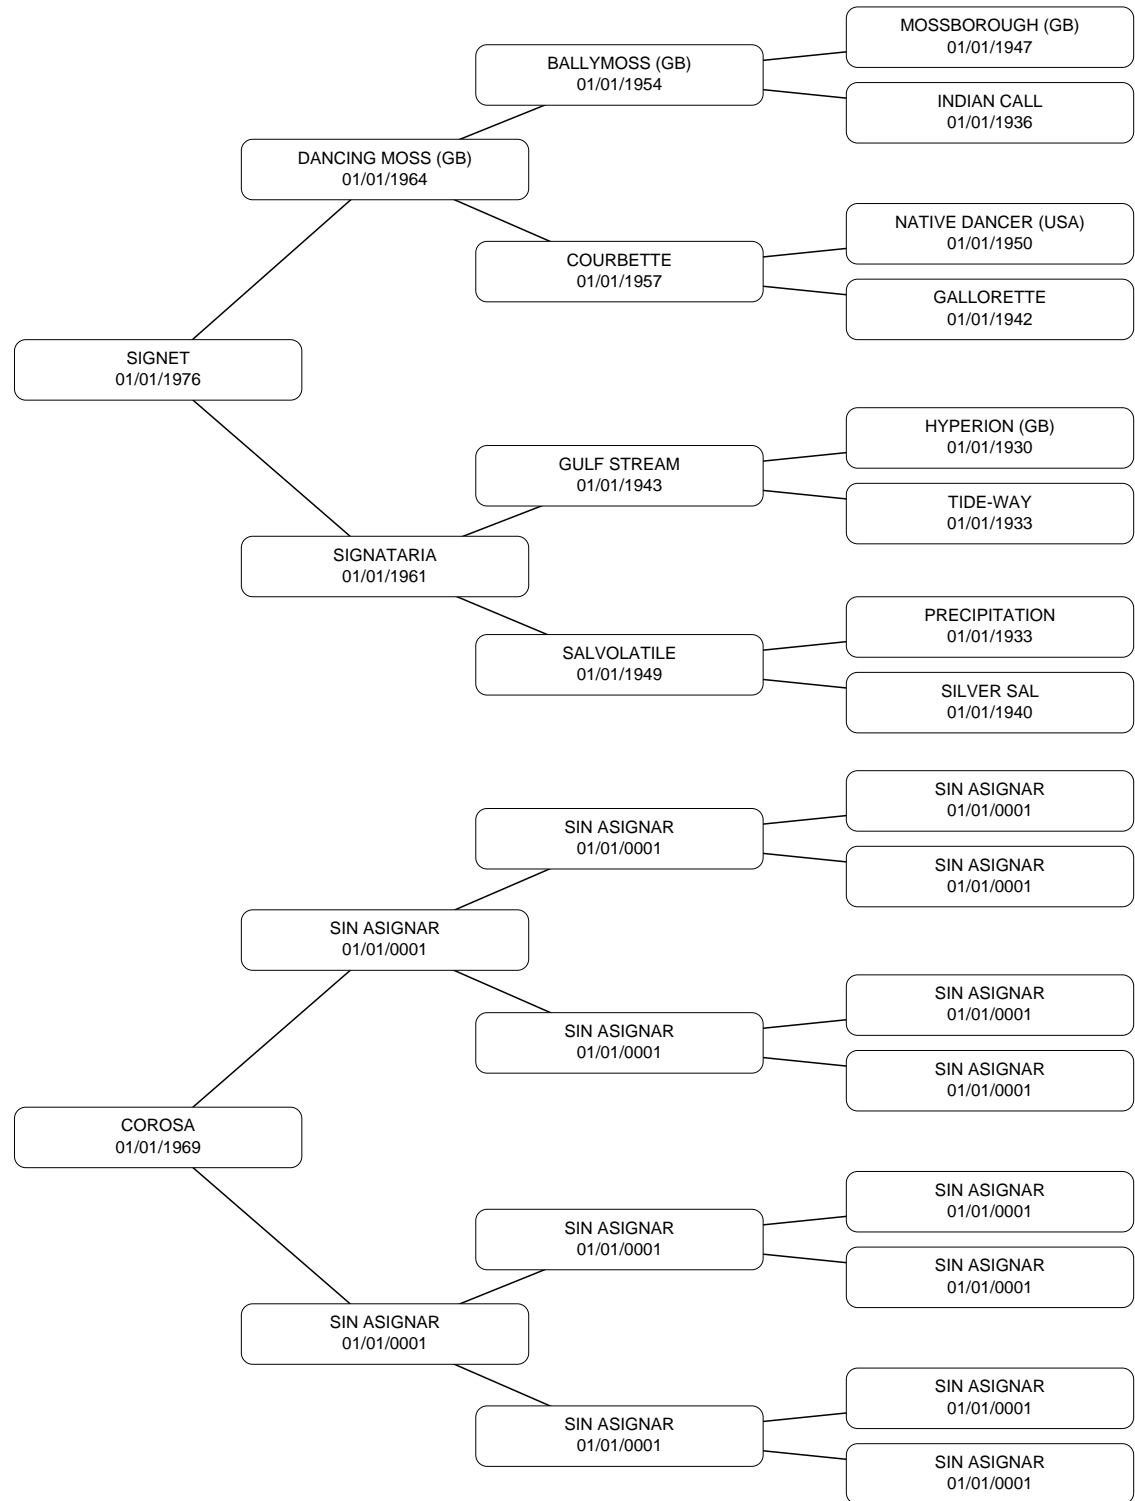 MOSSBOROUGH (GB)
01/01/1947
BALLYMOSS (GB)
01/01/1954
INDIAN CALL
01/01/1936
DANCING MOSS (GB)
01/01/1964
NATIVE DANCER (USA)
01/01/1950
COURBETTE
01/01/1957
GALLORETTE
01/01/1942
SIGNET
01/01/1976
HYPERION (GB)
01/01/1930
GULF STREAM
01/01/1943
TIDE-WAY
01/01/1933
SIGNATARIA
01/01/1961
PRECIPITATION
01/01/1933
SALVOLATILE
01/01/1949
SILVER SAL
01/01/1940
SIN ASIGNAR
01/01/0001
SIN ASIGNAR
01/01/0001
SIN ASIGNAR
01/01/0001
SIN ASIGNAR
01/01/0001
SIN ASIGNAR
01/01/0001
SIN ASIGNAR
01/01/0001
SIN ASIGNAR
01/01/0001
COROSA
01/01/1969
SIN ASIGNAR
01/01/0001
SIN ASIGNAR
01/01/0001
SIN ASIGNAR
01/01/0001
SIN ASIGNAR
01/01/0001
SIN ASIGNAR
01/01/0001
SIN ASIGNAR
01/01/0001
SIN ASIGNAR
01/01/0001